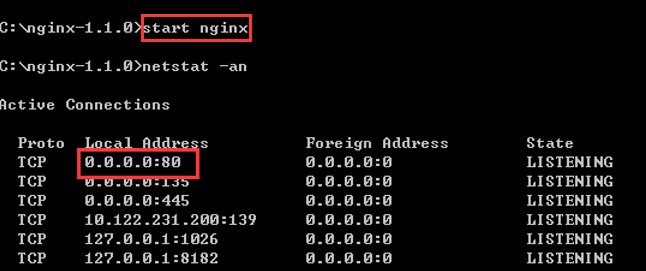 C:\nginx-1.1.0>start nginx
C:\nginx-1.1.0>netstat -an
Active Connections
Proto Local Address Foreign Address State
TCP 0.0.0.0:80 0.0.0.0:0 LISTENING
TCP 0.0.0.0:135 0.0.0.0:0 LISTENING
TCP 0.0.0.0:445 0.0.0.0:0 LISTENING
TCP 10.122.231.200:139 0.0.0.0:0 LISTENING
TCP 127.0.0.1:1026 0.0.0.0:0 LISTENING
TCP 127.0.0.1:8182 0.0.0.0:0 LISTENING